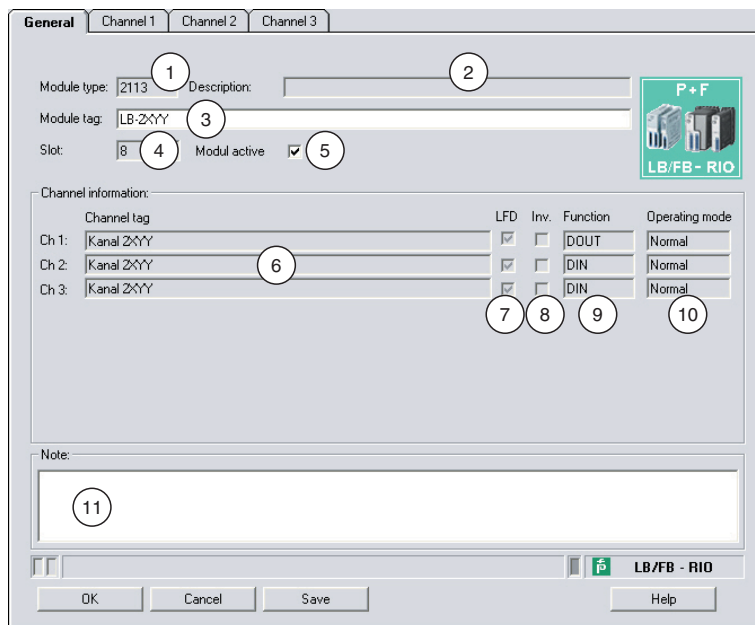 General Channel 1 Channel 2 Channel 3
1 2
Module type: 2113 Description:
P+F
Module tag: LB-2XYY 3
Slot: 8 4 Modul active 5
LB/FB - RIO
Channel information:
Channel tag LFD Inv. Function Operating mode
Ch 1: Kanal 2XYY DOUT Normal
Ch 2: Kanal 2XYY 6 DIN Normal
Ch 3: Kanal 2XYY DIN Normal
7 8 9 10
Note:
11
LB/FB - RIO
OK Cancel Save Help